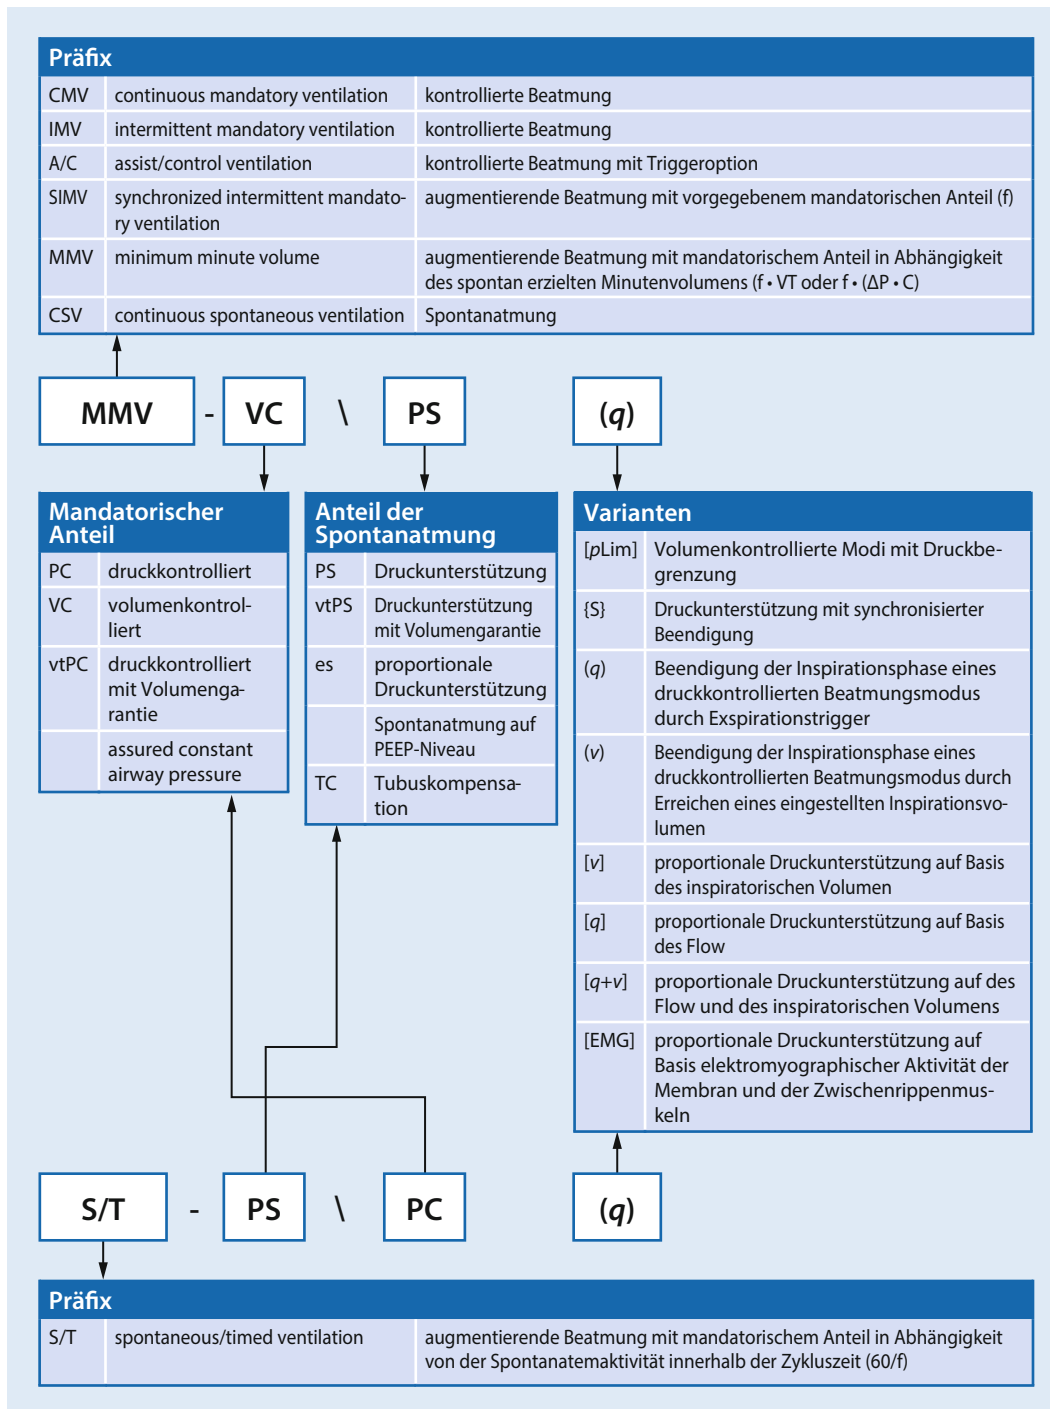 Präfix
CMV continuous mandatory ventilation kontrollierte Beatmung
IMV intermittent mandatory ventilation kontrollierte Beatmung
A/C assist/control ventilation kontrollierte Beatmung mit Triggeroption
SIMV synchronized intermittent mandato- augmentierende Beatmung mit vorgegebenem mandatorischen Anteil (f)
ry ventilation
MMV minimum minute volume augmentierende Beatmung mit mandatorischem Anteil in Abhängigkeit
des spontan erzielten Minutenvolumens (f • VT oder f • (ΔP • C)
CSV continuous spontaneous ventilation Spontanatmung
MMV - VC \ PS (q)
Mandatorischer
Anteil
PC druckkontrolliert
VC volumenkontrol-
liert
vtPC druckkontrolliert
mit Volumenga-
rantie
assured constant
airway pressure
Anteil der
Spontanatmung
PS Druckunterstützung
vtPS Druckunterstützung
mit Volumengarantie
es proportionale
Druckunterstützung
Spontanatmung auf
PEEP-Niveau
TC Tubuskompensa-
tion
Varianten
[pLim] Volumenkontrollierte Modi mit Druckbe-
grenzung
{S} Druckunterstützung mit synchronisierter
Beendigung
(q) Beendigung der Inspirationsphase eines
druckkontrollierten Beatmungsmodus
durch Exspirationstrigger
(v) Beendigung der Inspirationsphase eines
druckkontrollierten Beatmungsmodus durch
Erreichen eines eingestellten Inspirationsvo-
lumen
[v] proportionale Druckunterstützung auf Basis
des inspiratorischen Volumen
[q] proportionale Druckunterstützung auf Basis
des Flow
[q+v] proportionale Druckunterstützung auf des
Flow und des inspiratorischen Volumens
[EMG] proportionale Druckunterstützung auf
Basis elektromyographischer Aktivität der
Membran und der Zwischenrippenmus-
keln
S/T - PS \ PC (q)
Präfix
S/T spontaneous/timed ventilation augmentierende Beatmung mit mandatorischem Anteil in Abhängigkeit
von der Spontanatemaktivität innerhalb der Zykluszeit (60/f)